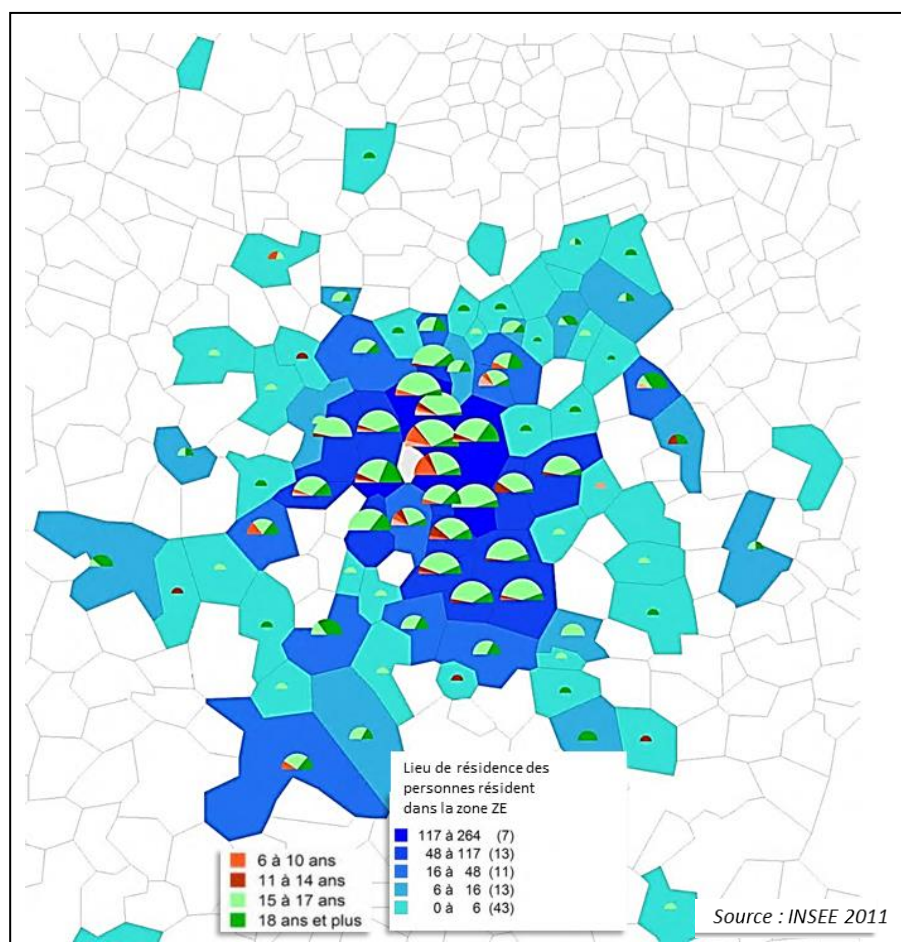 Lieu de résidence des
personnes résident
dans la zone ZE
117 à 264 (7)
48 à 117 (13)
16 à 48 (11)
6 à 16 (13)
0 à 6 (43)
6 à 10 ans
11 à 14 ans
15 à 17 ans
18 ans et plus
Source : INSEE 2011